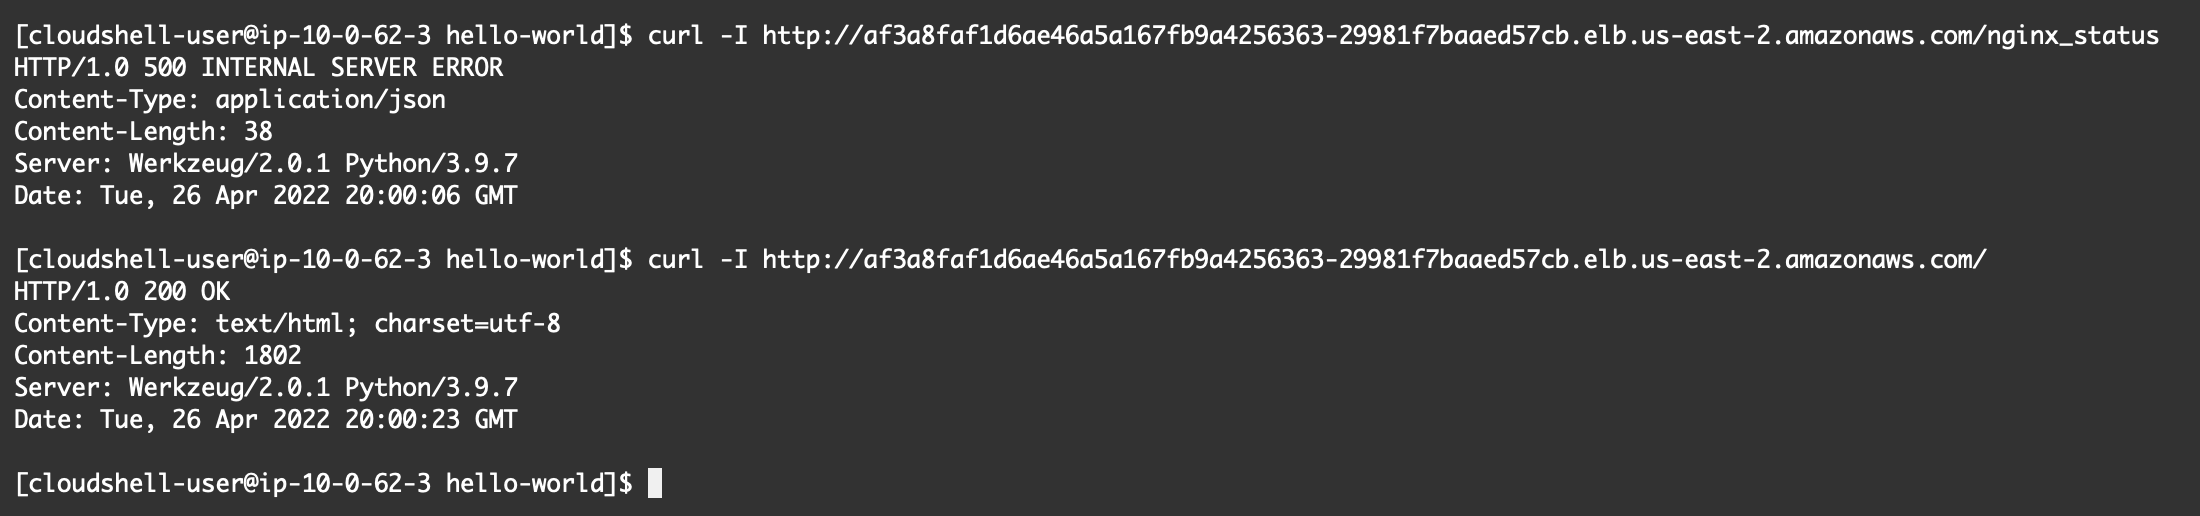 [cloudshell-user@ip-10-0-62-3 hello-world]$ curl -I http://af3a8faf1d6ae46a5a167fb9a4256363-29981f7baaed57cb.elb.us-east-2.amazonaws.com/nginx_status
HTTP/1.0 500 INTERNAL SERVER ERROR
Content-Type: application/json
Content-Length: 38
Server: Werkzeug/2.0.1 Python/3.9.7
Date: Tue, 26 Apr 2022 20:00:06 GMT
[cloudshell-user@ip-10-0-62-3 hello-world]$ curl -I http://af3a8faf1d6ae46a5a167fb9a4256363-29981f7baaed57cb.elb.us-east-2.amazonaws.com/
HTTP/1.0 200 OK
Content-Type: text/html; charset=utf-8
Content-Length: 1802
Server: Werkzeug/2.0.1 Python/3.9.7
Date: Tue, 26 Apr 2022 20:00:23 GMT
[cloudshell-user@ip-10-0-62-3 hello-world]$